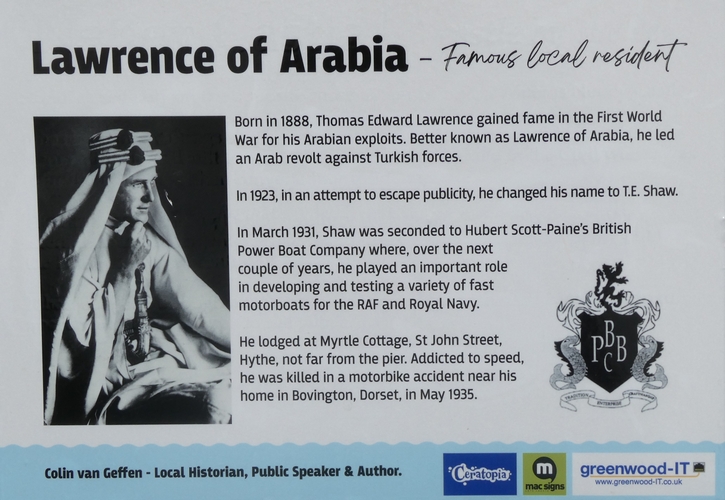 Lawrence of Arabia - Famous local resident
Born in 1888, Thomas Edward Lawrence gained fame in the First World
War for his Arabian exploits. Better known as Lawrence of Arabia, he led
an Arab revolt against Turkish forces.
In 1923, in an attempt to escape publicity, he changed his name to T.E. Shaw.
In March 1931, Shaw was seconded to Hubert Scott-Paine's British
Power Boat Company where, over the next
couple of years, he played an important role
in developing and testing a variety of fast
motorboats for the RAF and Royal Navy.
He lodged at Myrtle Cottage, St John Street,
Hythe, not far from the pier. Addicted to speed,
he was killed in a motorbike accident near his
home in Bovington, Dorset, in May 1935.
B
P B
C
TRADITION
ENTERPRISE
Colin van Geffen - Local Historian, Public Speaker & Author.
Ceratopia
m
mac signs
greenwood-IT
www.greenwood-IT.co.uk